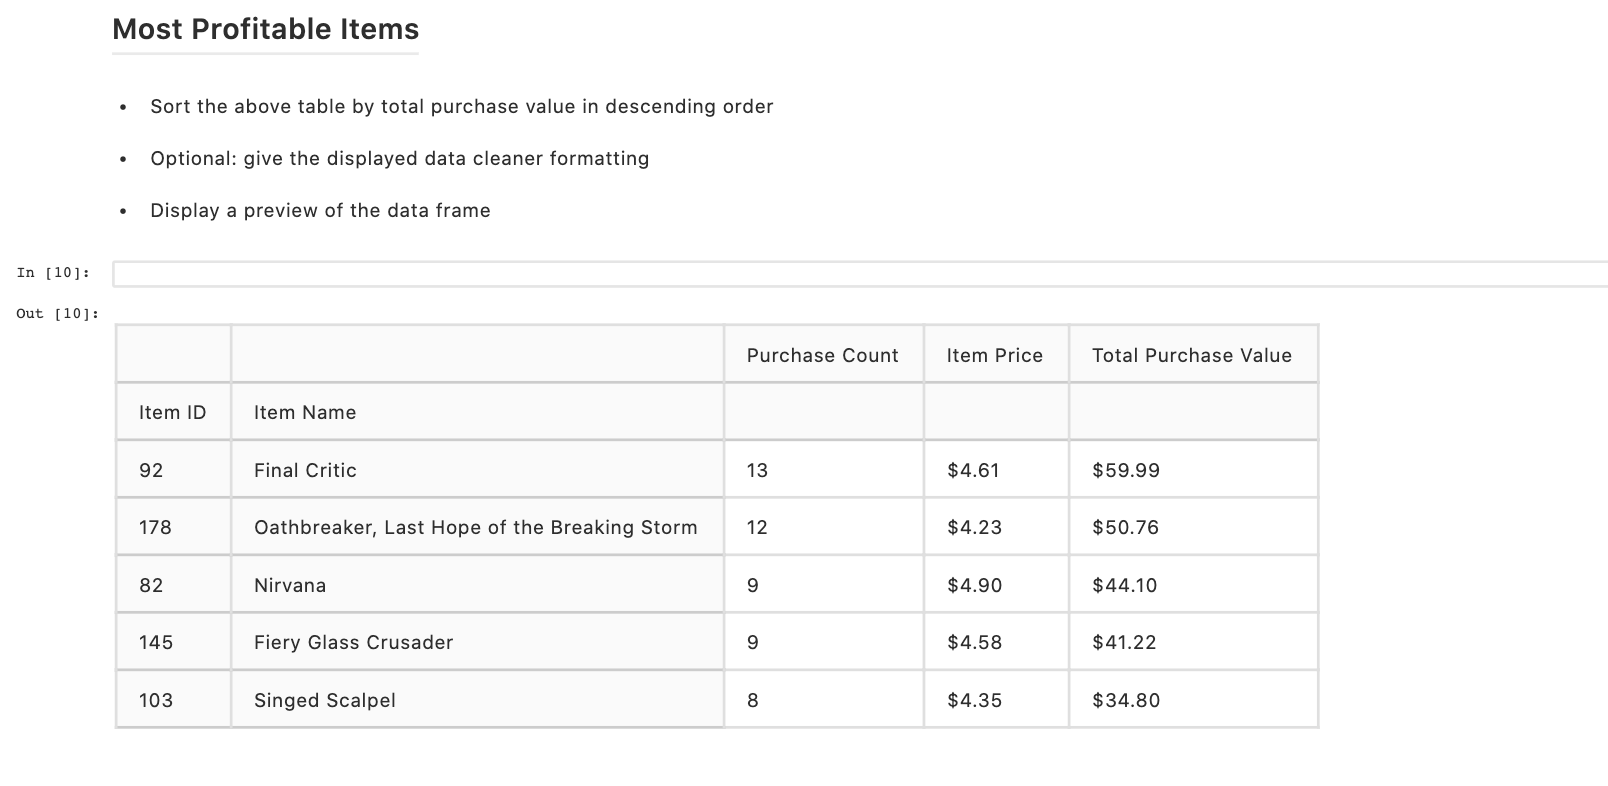 Most Profitable Items
• Sort the above table by total purchase value in descending order
• Optional: give the displayed data cleaner formatting
• Display a preview of the data frame
In [10]:
Out [10]:
Purchase Count Item Price Total Purchase Value
Item ID Item Name
92 Final Critic 13 $4.61 $59.99
178 Oathbreaker, Last Hope of the Breaking Storm 12 $4.23 $50.76
82 Nirvana 9 $4.90 $44.10
145 Fiery Glass Crusader 9 $4.58 $41.22
103 Singed Scalpel 8 $4.35 $34.80